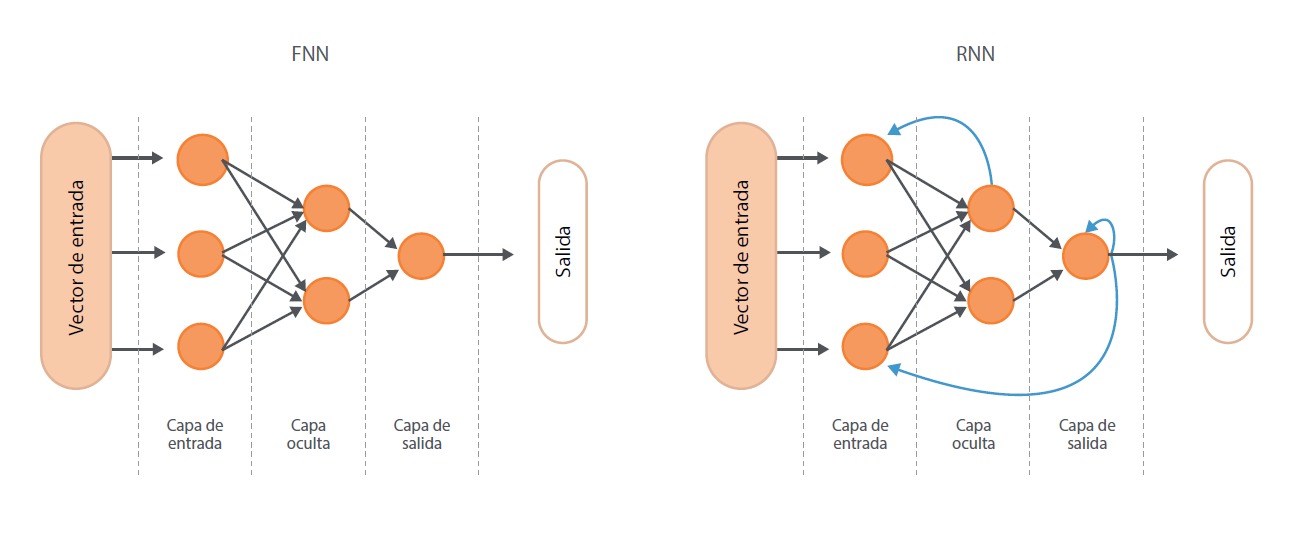 FNN
Vector de entrada
Salida
Capa de
entrada
Capa
oculta
Capa de
salida
RNN
Vector de entrada
Salida
Capa de
entrada
Capa
oculta
Capa de
salida